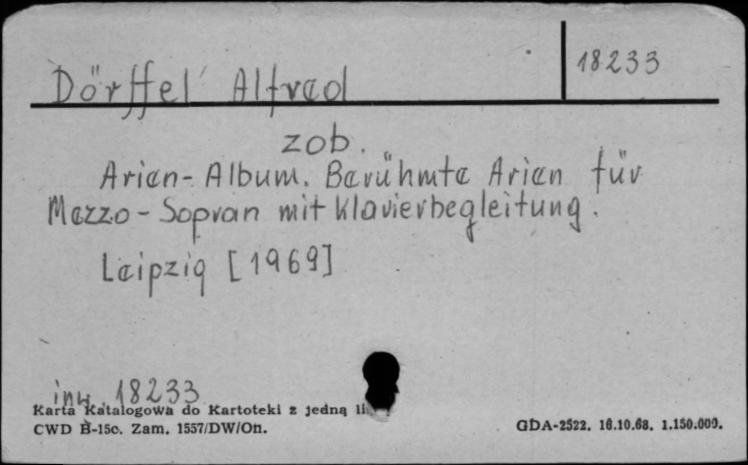 18233
Dörffel Alfred
zob.
Arien-Album. Berühmte Arien für
Mezzo-Sopran mit Klavierbegleitung.
Leipzig [1969]
inw. 18233
Karta Katalogowa do Kartoteki z jedną
CWD B-15c. Zam. 1557/DW/On.
GDA-2522. 16.10.68. 1.150.000.